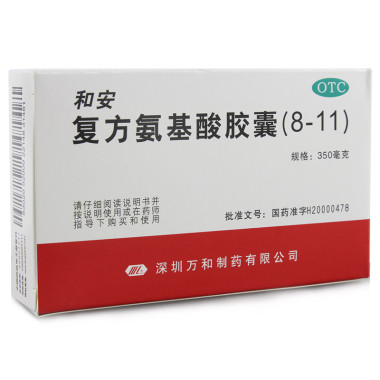 OTC
和安
复方氨基酸胶囊(8-11)
规格：350毫克
请仔细阅读说明书并
按说明使用或在药师
指导下购买和使用
批准文号：国药准字H20000478
深圳万和制药有限公司